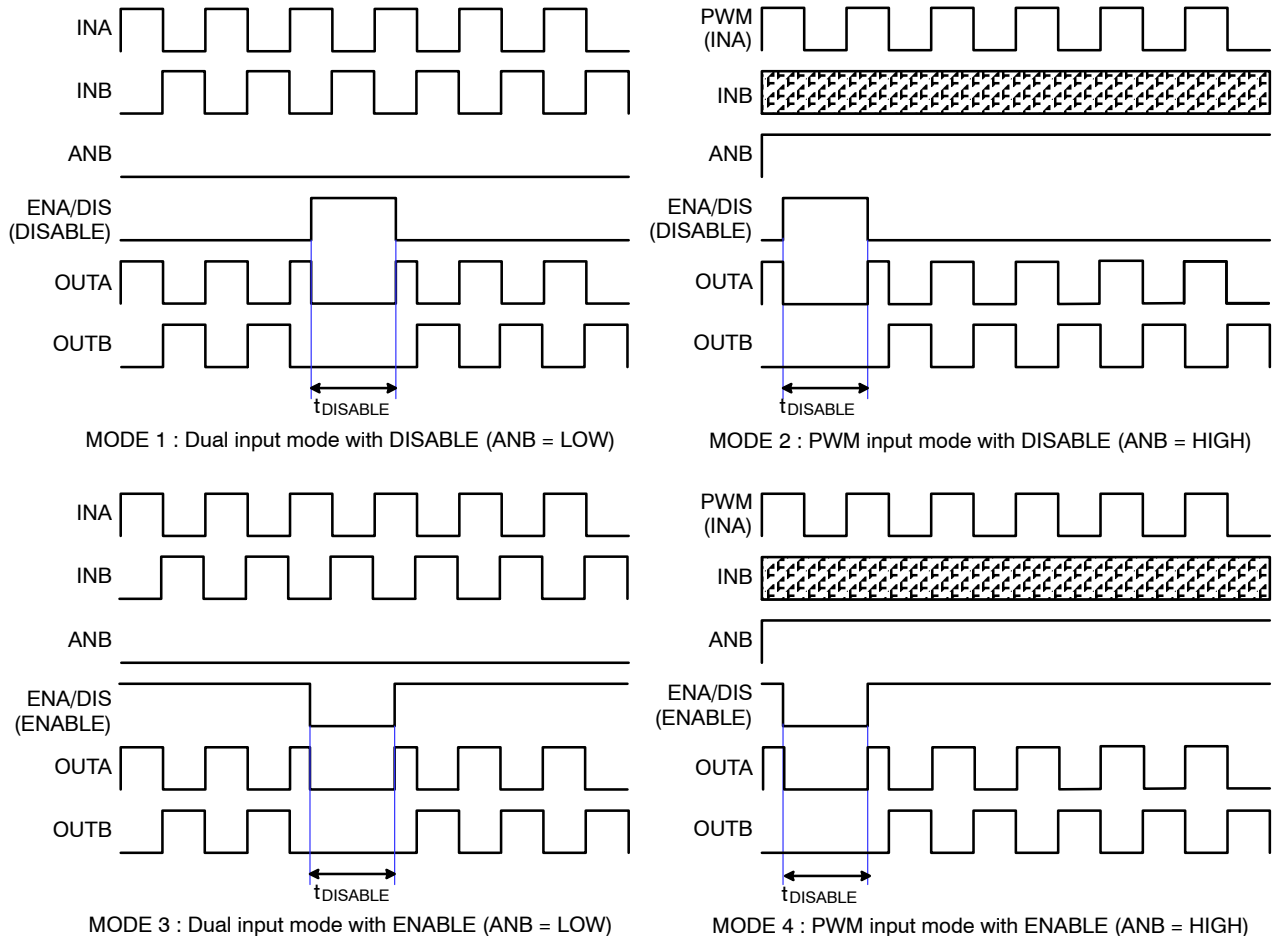 INA
INB
ANB
ENA/DIS
(DISABLE)
OUTA
OUTB
tDISABLE
MODE 1 : Dual input mode with DISABLE (ANB = LOW)
PWM
(INA)
INB
ANB
ENA/DIS
(DISABLE)
OUTA
OUTB
tDISABLE
MODE 2 : PWM input mode with DISABLE (ANB = HIGH)
INA
INB
ANB
ENA/DIS
(ENABLE)
OUTA
OUTB
tDISABLE
MODE 3 : Dual input mode with ENABLE (ANB = LOW)
PWM
(INA)
INB
ANB
ENA/DIS
(ENABLE)
OUTA
OUTB
tDISABLE
MODE 4 : PWM input mode with ENABLE (ANB = HIGH)